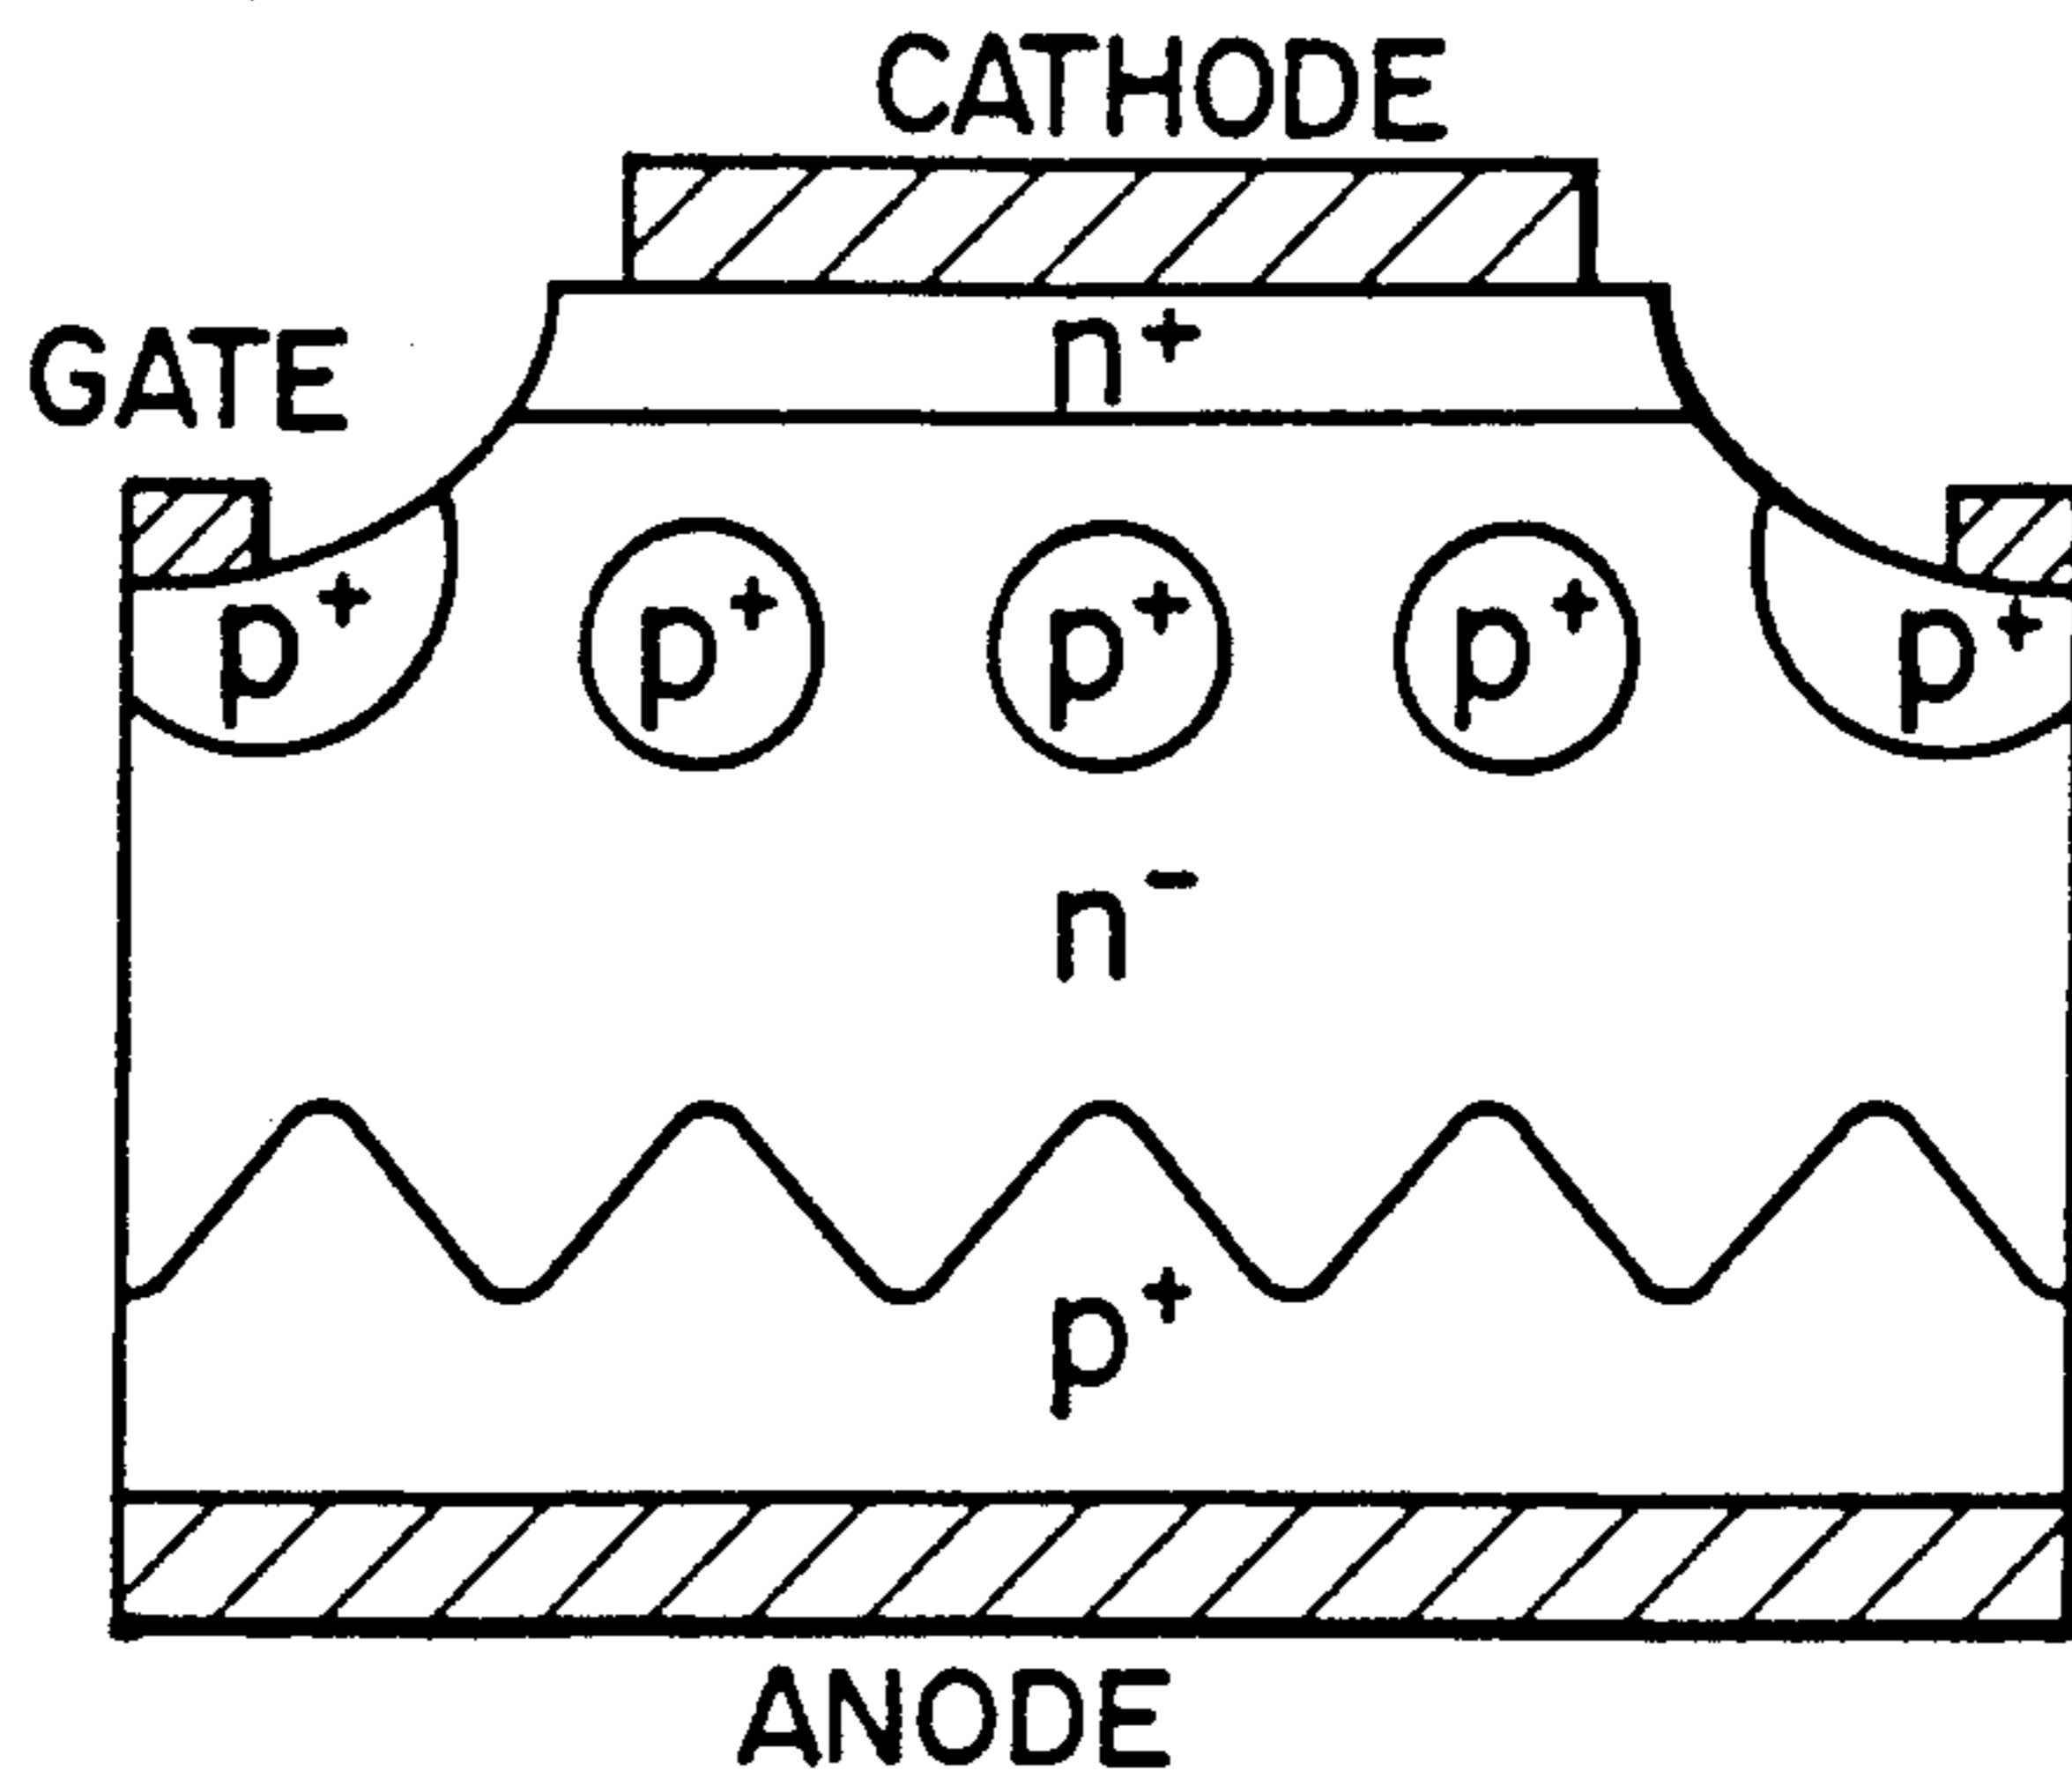 CATHODE
n⁺
GATE
p⁺ p⁺ p⁺ p⁺ p⁺
n⁻
p⁺
ANODE